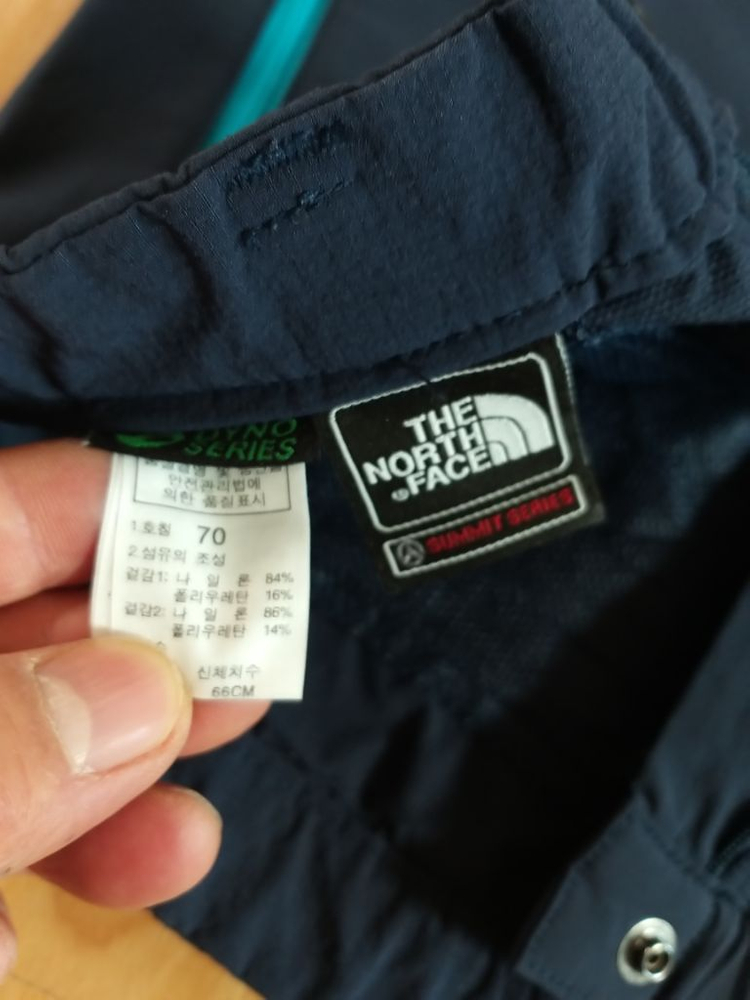 DYNO
SERIES
안전관리법에
의한 품질표시
1.호칭 70
2.섬유의 조성
겉감1: 나 일 론 84%
폴리우레탄 16%
겉감2: 나 일 론 86%
폴리우레탄 14%
신체치수
66CM
THE
NORTH
FACE
SUMMIT SERIES